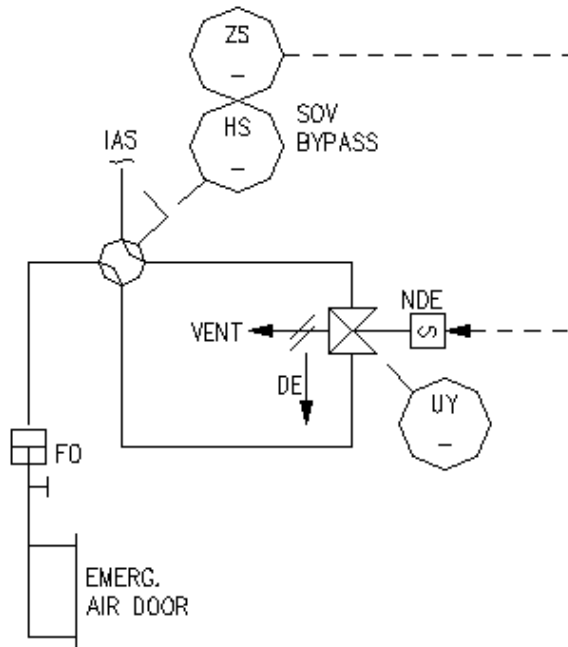 ZS
–
HS
–
SOV
BYPASS
IAS
NDE
S
VENT
DE
UY
–
FO
EMERG.
AIR DOOR